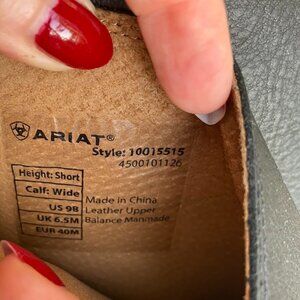 ARIAT®
Style: 10015515
4500101126
Height: Short
Calf: Wide
US 9B
UK 6.5M
EUR 40M
Made in China
Leather Upper
Balance Manmade